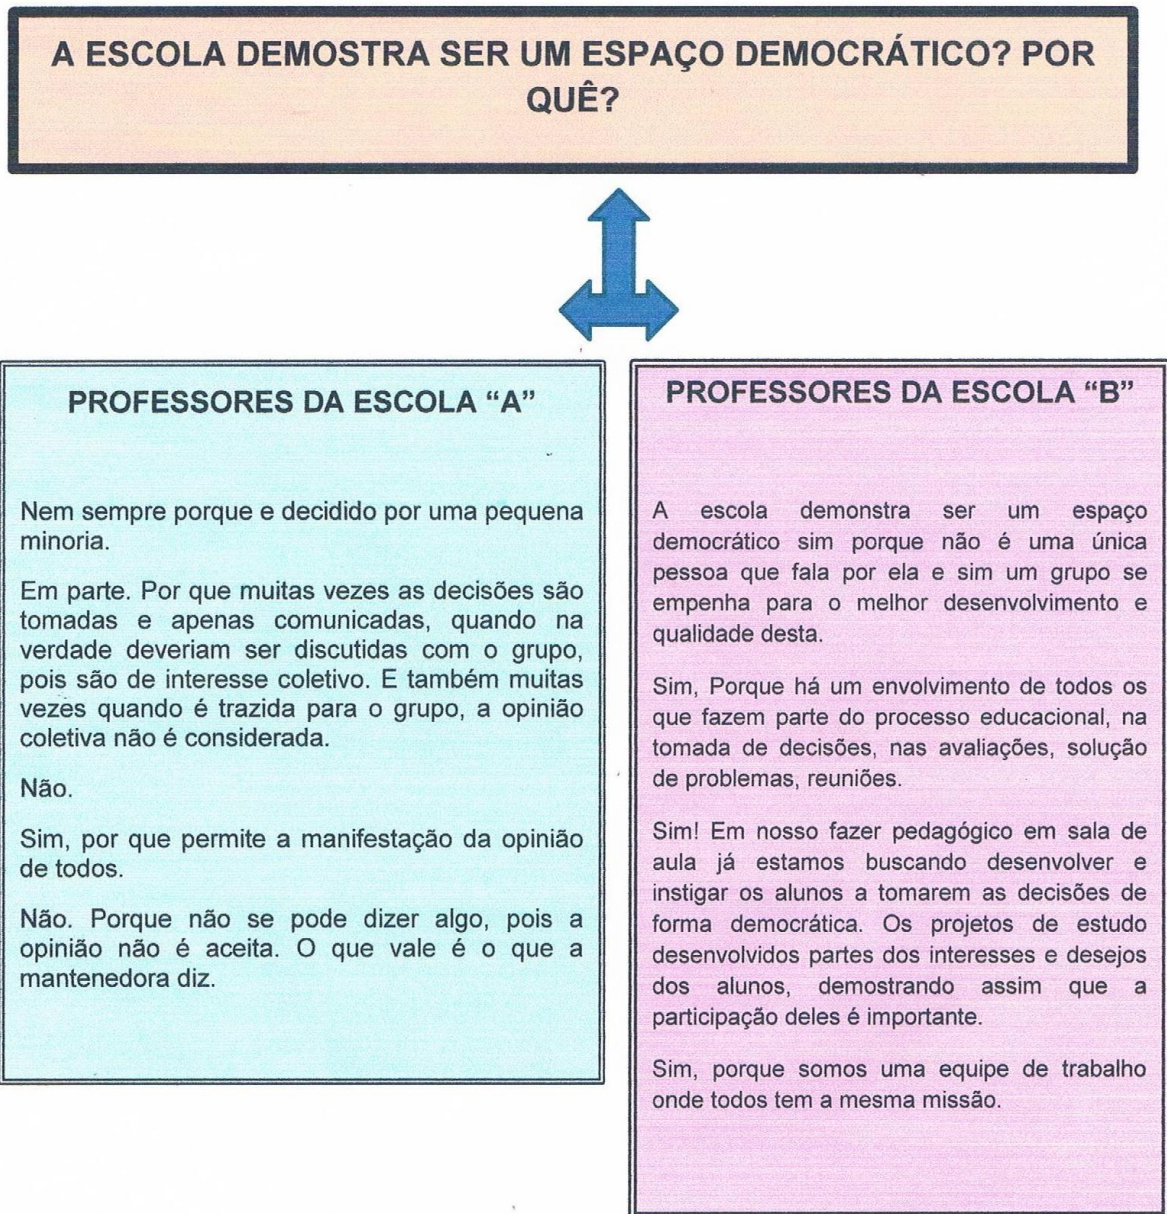 A ESCOLA DEMOSTRA SER UM ESPAÇO DEMOCRÁTICO? POR
QUÊ?
PROFESSORES DA ESCOLA “A”
Nem sempre porque e decidido por uma pequena
minoria.
Em parte. Por que muitas vezes as decisões são
tomadas e apenas comunicadas, quando na
verdade deveriam ser discutidas com o grupo,
pois são de interesse coletivo. E também muitas
vezes quando é trazida para o grupo, a opinião
coletiva não é considerada.
Não.
Sim, por que permite a manifestação da opinião
de todos.
Não. Porque não se pode dizer algo, pois a
opinião não é aceita. O que vale é o que a
mantenedora diz.
PROFESSORES DA ESCOLA “B”
A escola demonstra ser um espaço
democrático sim porque não é uma única
pessoa que fala por ela e sim um grupo se
empenha para o melhor desenvolvimento e
qualidade desta.
Sim, Porque há um envolvimento de todos os
que fazem parte do processo educacional, na
tomada de decisões, nas avaliações, solução
de problemas, reuniões.
Sim! Em nosso fazer pedagógico em sala de
aula já estamos buscando desenvolver e
instigar os alunos a tomarem as decisões de
forma democrática. Os projetos de estudo
desenvolvidos partes dos interesses e desejos
dos alunos, demostrando assim que a
participação deles é importante.
Sim, porque somos uma equipe de trabalho
onde todos tem a mesma missão.